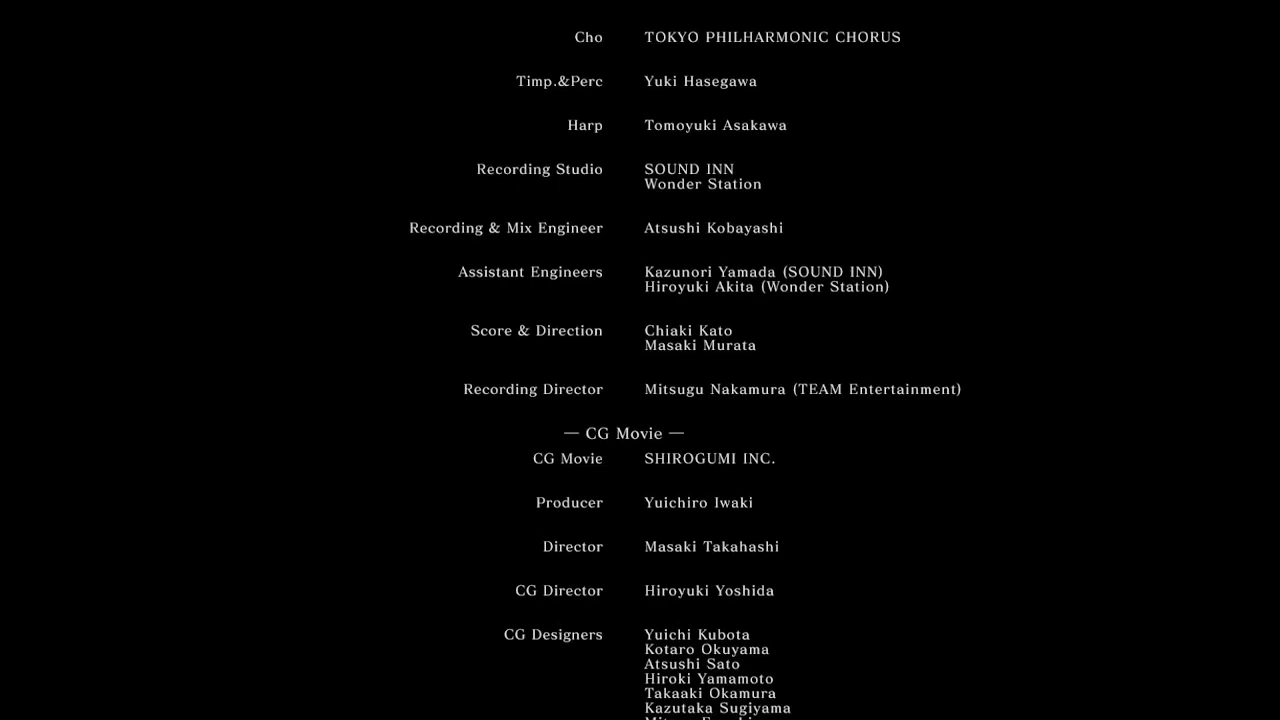 Cho TOKYO PHILHARMONIC CHORUS
Timp.&Perc Yuki Hasegawa
Harp Tomoyuki Asakawa
Recording Studio SOUND INN
Wonder Station
Recording & Mix Engineer Atsushi Kobayashi
Assistant Engineers Kazunori Yamada (SOUND INN)
Hiroyuki Akita (Wonder Station)
Score & Direction Chiaki Kato
Masaki Murata
Recording Director Mitsugu Nakamura (TEAM Entertainment)
— CG Movie —
CG Movie SHIROGUMI INC.
Producer Yuichiro Iwaki
Director Masaki Takahashi
CG Director Hiroyuki Yoshida
CG Designers Yuichi Kubota
Kotaro Okuyama
Atsushi Sato
Hiroki Yamamoto
Takaaki Okamura
Kazutaka Sugiyama